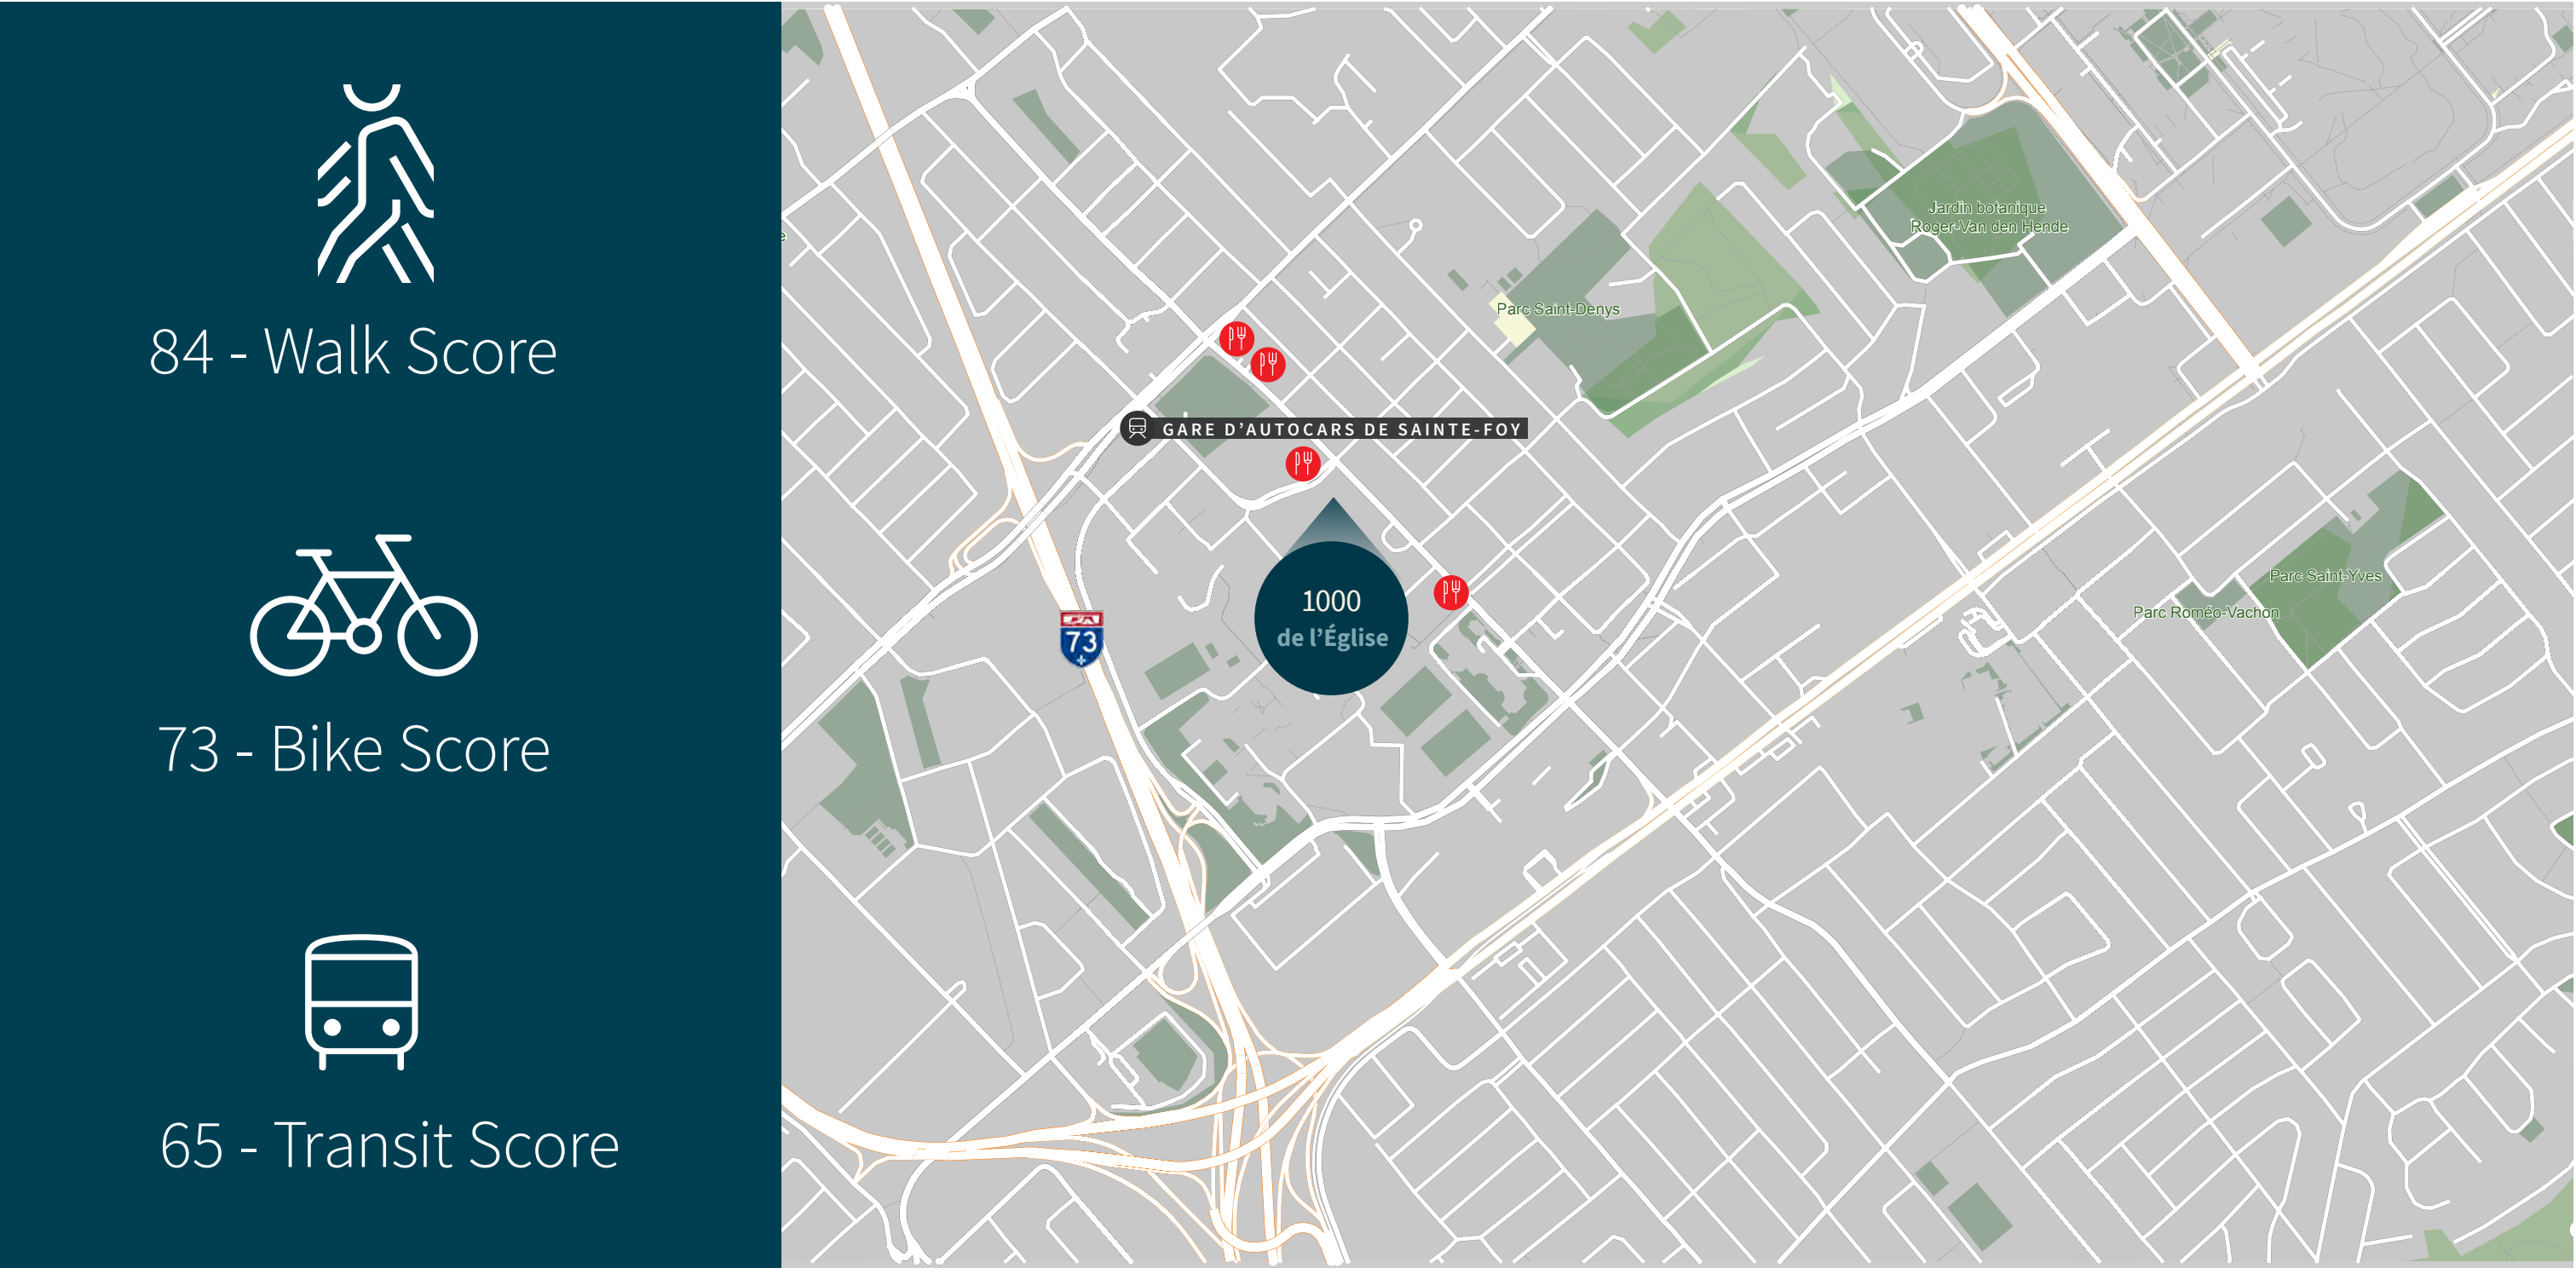 84 - Walk Score
73 - Bike Score
65 - Transit Score
Jardin botanique
Roger-Van den Hende
Parc Saint-Denys
GARE D’AUTOCARS DE SAINTE-FOY
1000
de l’Église
73
Parc Saint-Yves
Parc Roméo-Vachon